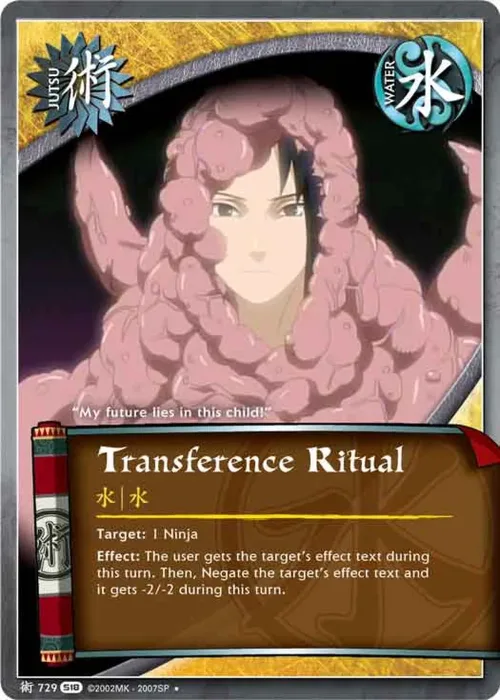 JUTSU 術
WATER 水
"My future lies in this child!"
Transference Ritual
水|水
Target: 1 Ninja
Effect: The user gets the target's effect text during
this turn. Then, Negate the target's effect text and
it gets -2/-2 during this turn.
術
術 729 S18 ©2002MK - 2007SP